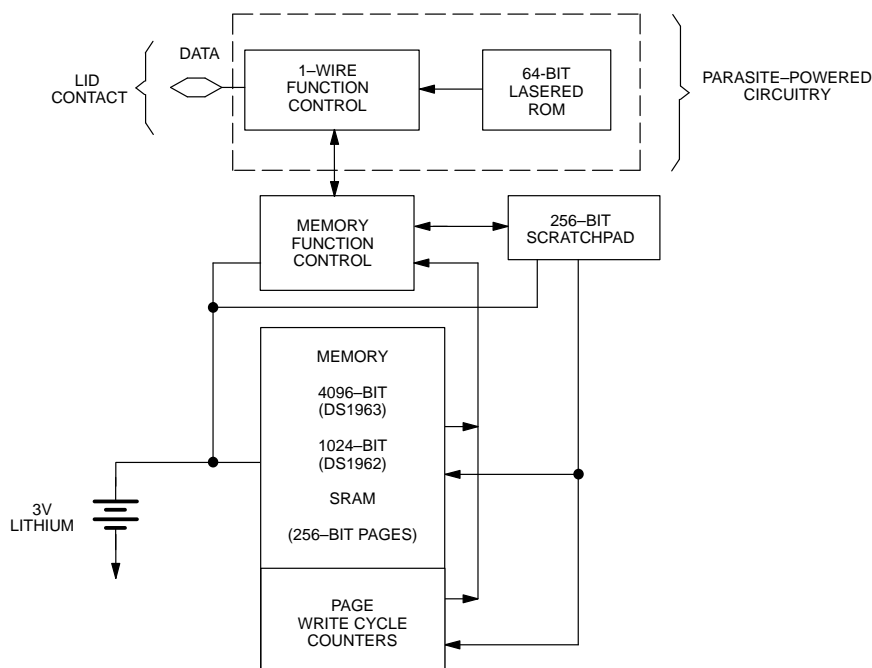 DATA
LID
CONTACT
1–WIRE
FUNCTION
CONTROL
64-BIT
LASERED
ROM
PARASITE–POWERED
CIRCUITRY
MEMORY
FUNCTION
CONTROL
256–BIT
SCRATCHPAD
MEMORY
4096–BIT
(DS1963)
1024–BIT
(DS1962)
SRAM
(256–BIT PAGES)
3V
LITHIUM
PAGE
WRITE CYCLE
COUNTERS